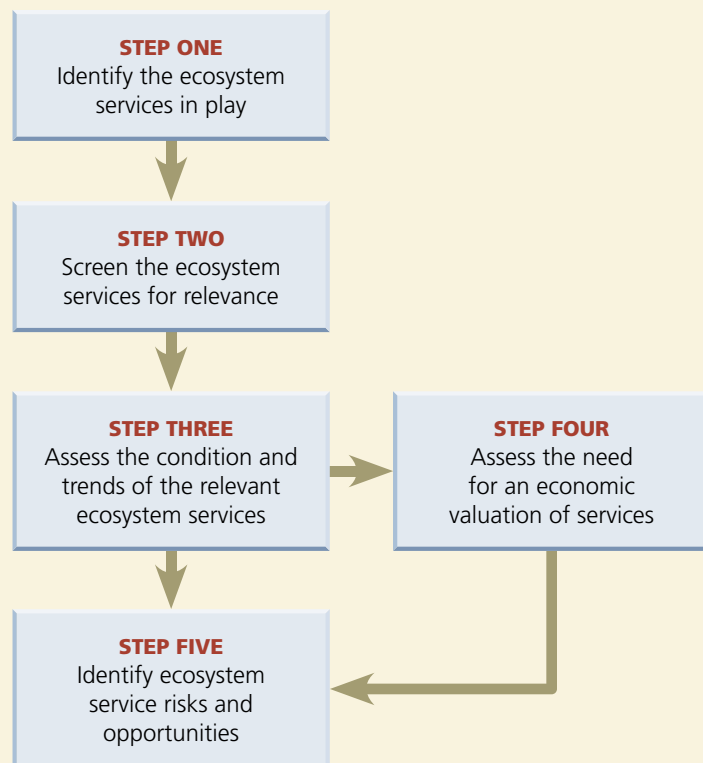 STEP ONE
Identify the ecosystem
services in play
STEP TWO
Screen the ecosystem
services for relevance
STEP THREE
Assess the condition and
trends of the relevant
ecosystem services
STEP FOUR
Assess the need
for an economic
valuation of services
STEP FIVE
Identify ecosystem
service risks and
opportunities